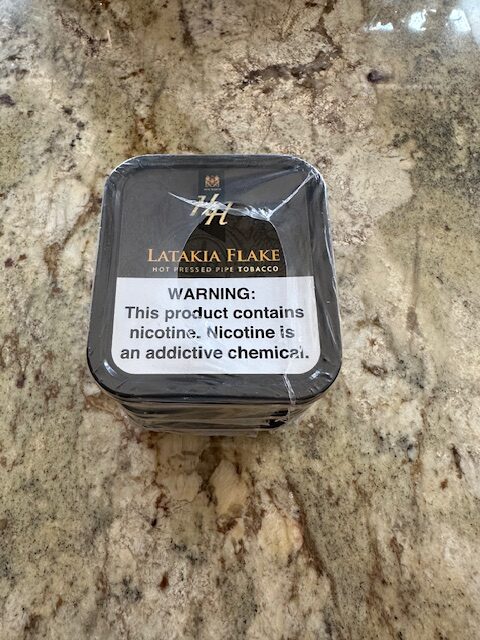 HH
LATAKIA FLAKE
HOT PRESSED PIPE TOBACCO
WARNING:
This product contains
nicotine. Nicotine is
an addictive chemical.